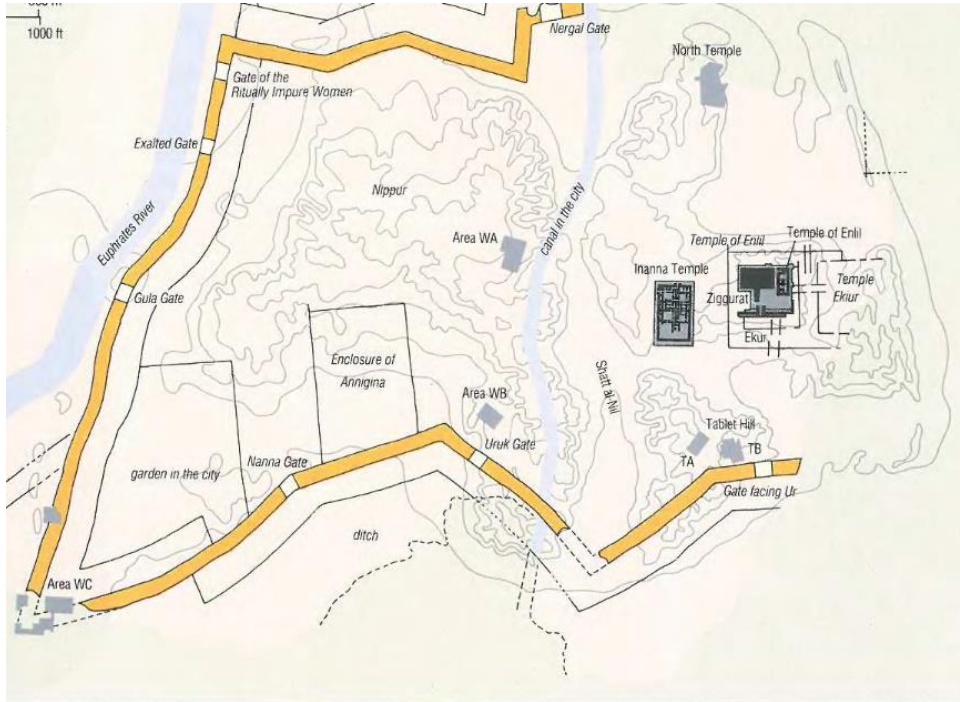 1000 ft
Nergal Gate
North Temple
Gate of the
Ritually Impure Women
Exalted Gate
Nippur
canal in the city
Euphrates River
Area WA
Temple of Enlil
Temple of Enlil
Inanna Temple
Temple
Ekiur
Ziggurat
Gula Gate
Ekur
Enclosure of
Annigina
Shatt al-Nil
Area WB
Tablet Hill
Uruk Gate
TB
TA
Nanna Gate
garden in the city
Gate facing Ur
ditch
Area WC